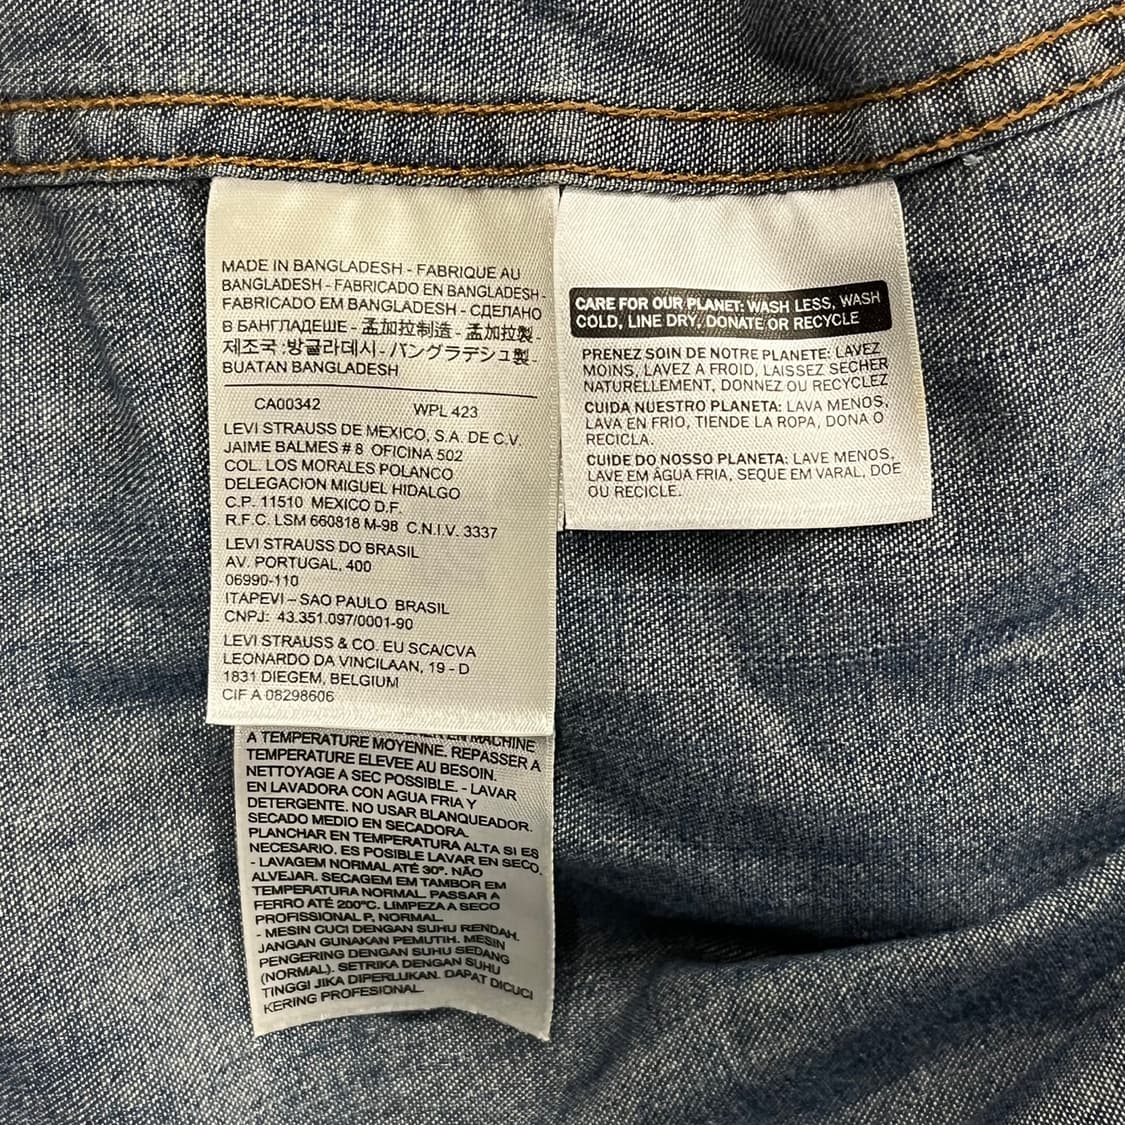 MADE IN BANGLADESH - FABRIQUE AU
BANGLADESH - FABRICADO EN BANGLADESH -
FABRICADO EM BANGLADESH - СДЕЛАНО
В БАНГЛАДЕШЕ - 孟加拉制造 - 孟加拉製 -
제조국 :방글라데시 - バングラデシュ製 -
BUATAN BANGLADESH
CA00342 WPL 423
LEVI STRAUSS DE MEXICO, S.A. DE C.V.
JAIME BALMES # 8 OFICINA 502
COL. LOS MORALES POLANCO
DELEGACION MIGUEL HIDALGO
C.P. 11510 MEXICO D.F.
R.F.C. LSM 660818 M-98 C.N.I.V. 3337
LEVI STRAUSS DO BRASIL
AV. PORTUGAL, 400
06990-110
ITAPEVI – SAO PAULO BRASIL
CNPJ: 43.351.097/0001-90
LEVI STRAUSS & CO. EU SCA/CVA
LEONARDO DA VINCILAAN, 19 - D
1831 DIEGEM, BELGIUM
CIF A 08298606
EN MACHINE
A TEMPERATURE MOYENNE. REPASSER A
TEMPERATURE ELEVEE AU BESOIN.
NETTOYAGE A SEC POSSIBLE. - LAVAR
EN LAVADORA CON AGUA FRIA Y
DETERGENTE. NO USAR BLANQUEADOR.
SECADO MEDIO EN SECADORA.
PLANCHAR EN TEMPERATURA ALTA SI ES
NECESARIO. ES POSIBLE LAVAR EN SECO.
- LAVAGEM NORMAL ATÉ 30°. NÃO
ALVEJAR. SECAGEM EM TAMBOR EM
TEMPERATURA NORMAL. PASSAR A
FERRO ATÉ 200°C. LIMPEZA A SECO
PROFISSIONAL P, NORMAL.
- MESIN CUCI DENGAN SUHU RENDAH.
JANGAN GUNAKAN PEMUTIH. MESIN
PENGERING DENGAN SUHU SEDANG
(NORMAL). SETRIKA DENGAN SUHU
TINGGI JIKA DIPERLUKAN. DAPAT DICUCI
KERING PROFESIONAL.
CARE FOR OUR PLANET: WASH LESS, WASH
COLD, LINE DRY, DONATE OR RECYCLE
PRENEZ SOIN DE NOTRE PLANETE: LAVEZ
MOINS, LAVEZ A FROID, LAISSEZ SECHER
NATURELLEMENT, DONNEZ OU RECYCLEZ
CUIDA NUESTRO PLANETA: LAVA MENOS,
LAVA EN FRIO, TIENDE LA ROPA, DONA O
RECICLA.
CUIDE DO NOSSO PLANETA: LAVE MENOS,
LAVE EM ÁGUA FRIA, SEQUE EM VARAL, DOE
OU RECICLE.